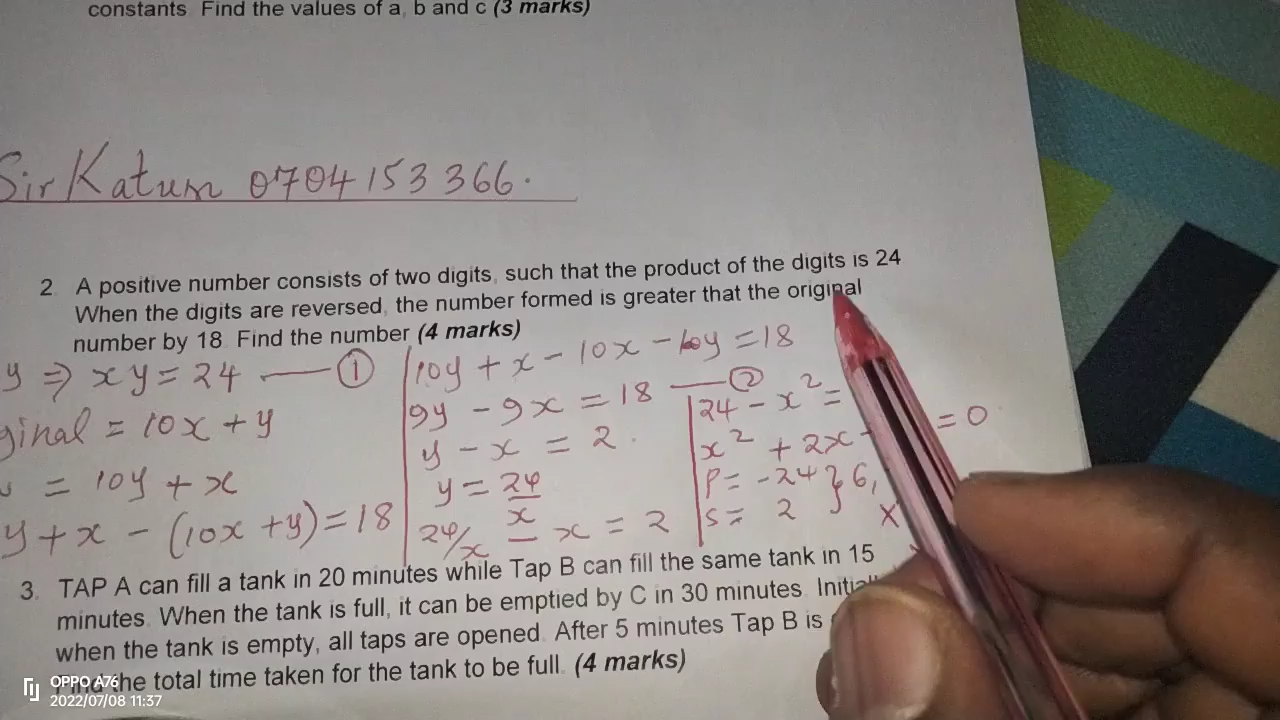 constants. Find the values of a, b and c (3 marks)
Sir Katum 0704 153 366.
2. A positive number consists of two digits, such that the product of the digits is 24
When the digits are reversed, the number formed is greater that the original
number by 18. Find the number (4 marks)
y ⇒ xy = 24 —— ①
ginal = 10x + y
= 10y + x
y + x - (10x + y) = 18
10y + x - 10x - y = 18
9y - 9x = 18 —— ②
y - x = 2.
y = 24/x
24/x - x = 2
24 - x² =
x² + 2x - = 0
P = -24 } 6,
S = 2
x
3. TAP A can fill a tank in 20 minutes while Tap B can fill the same tank in 15
minutes. When the tank is full, it can be emptied by C in 30 minutes. Initially
when the tank is empty, all taps are opened. After 5 minutes Tap B is
Find the total time taken for the tank to be full. (4 marks)
OPPO A76
2022/07/08 11:37